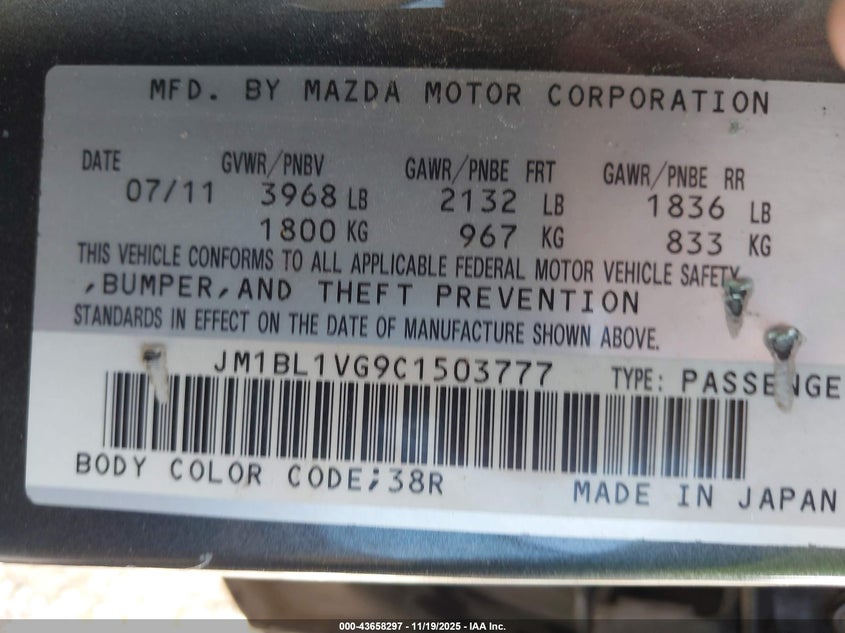 MFD. BY MAZDA MOTOR CORPORATION
DATE GVWR/PNBV GAWR/PNBE FRT GAWR/PNBE RR
07/11 3968 LB 2132 LB 1836 LB
1800 KG 967 KG 833 KG
THIS VEHICLE CONFORMS TO ALL APPLICABLE FEDERAL MOTOR VEHICLE SAFETY
,BUMPER,AND THEFT PREVENTION
STANDARDS IN EFFECT ON THE DATE OF MANUFACTURE SHOWN ABOVE.
JM1BL1VG9C1503777 TYPE: PASSENGE
BODY COLOR CODE;38R
MADE IN JAPAN
000-43658297 - 11/19/2025 - IAA Inc.